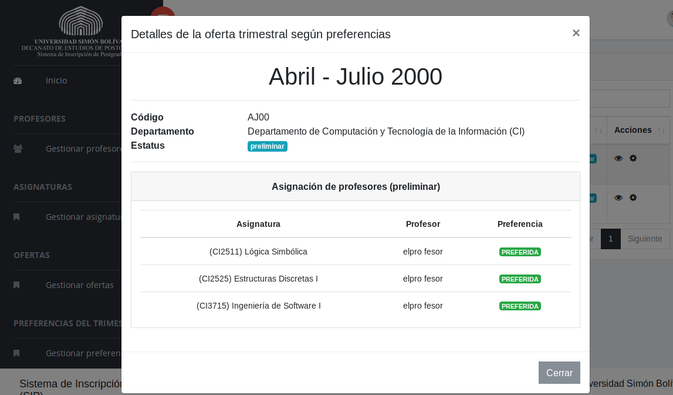 UNIVERSIDAD SIMÓN BOLÍV
DECANATO DE ESTUDIOS DE POSTG
Sistema de Inscripción de Postgrad
Inicio
PROFESORES
Gestionar profesore
ASIGNATURAS
Gestionar asignatu
OFERTAS
Gestionar ofertas
PREFERENCIAS DEL TRIMES
Gestionar preferen
Detalles de la oferta trimestral según preferencias
×
Abril - Julio 2000
Código AJ00
Departamento Departamento de Computación y Tecnología de la Información (CI)
Estatus preliminar
Asignación de profesores (preliminar)
Asignatura Profesor Preferencia
(CI2511) Lógica Simbólica elpro fesor PREFERIDA
(CI2525) Estructuras Discretas I elpro fesor PREFERIDA
(CI3715) Ingeniería de Software I elpro fesor PREFERIDA
Cerrar
Acciones
1 Siguiente
Sistema de Inscripción
(SIP)
versidad Simón Bolí